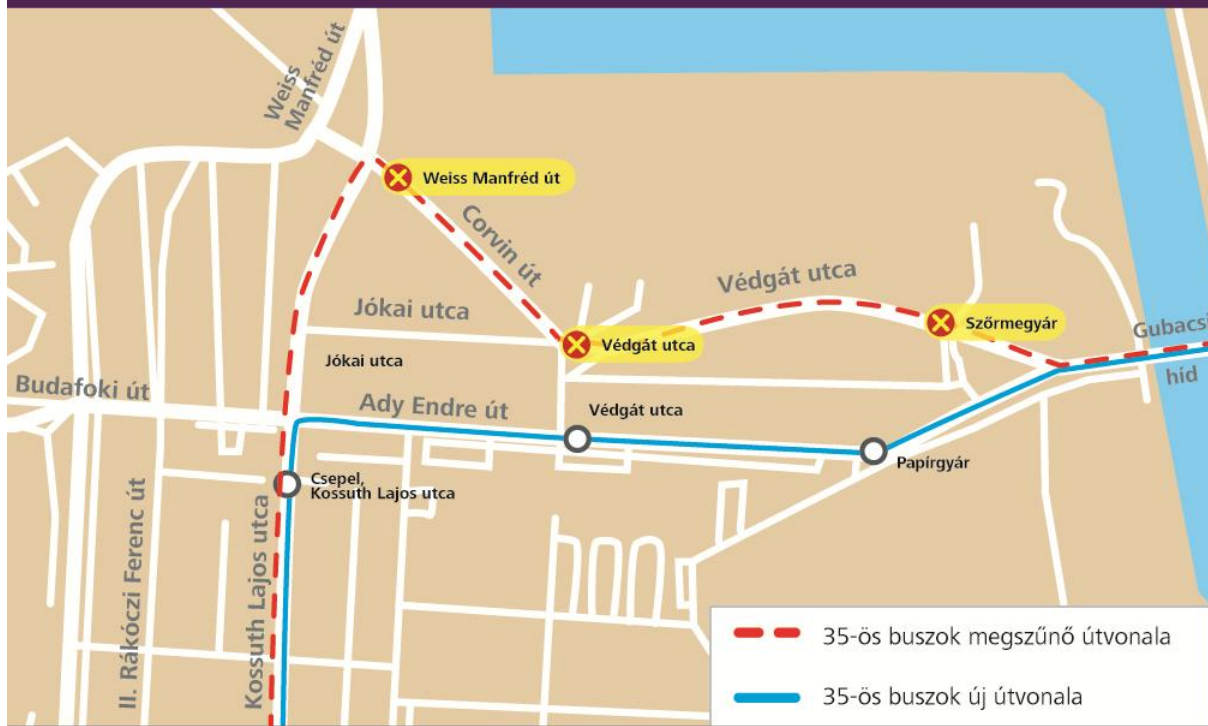 Weiss
Manfréd út
Weiss Manfréd út
Corvin út
Védgát utca
Jókai utca
Szőrmegyár
Védgát utca
Gubacsi
híd
Jókai utca
Budafoki út
Ady Endre út
Védgát utca
Papírgyár
Csepel,
Kossuth Lajos utca
II. Rákóczi Ferenc út
Kossuth Lajos utca
35-ös buszok megszűnő útvonala
35-ös buszok új útvonala